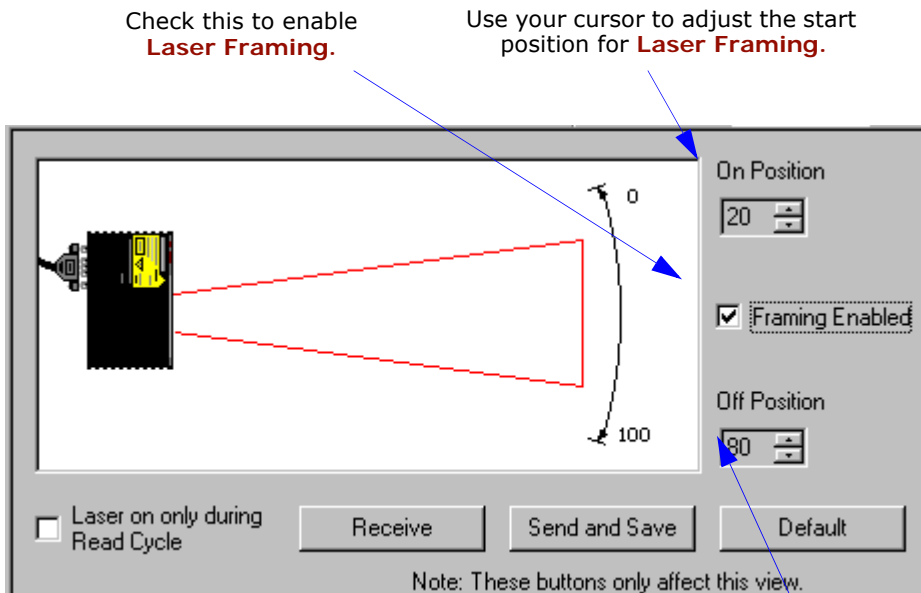 Check this to enable
Laser Framing.
Use your cursor to adjust the start
position for Laser Framing.
On Position
0
20
Framing Enabled
Off Position
100
80
Laser on only during
Read Cycle
Receive
Send and Save
Default
Note: These buttons only affect this view.